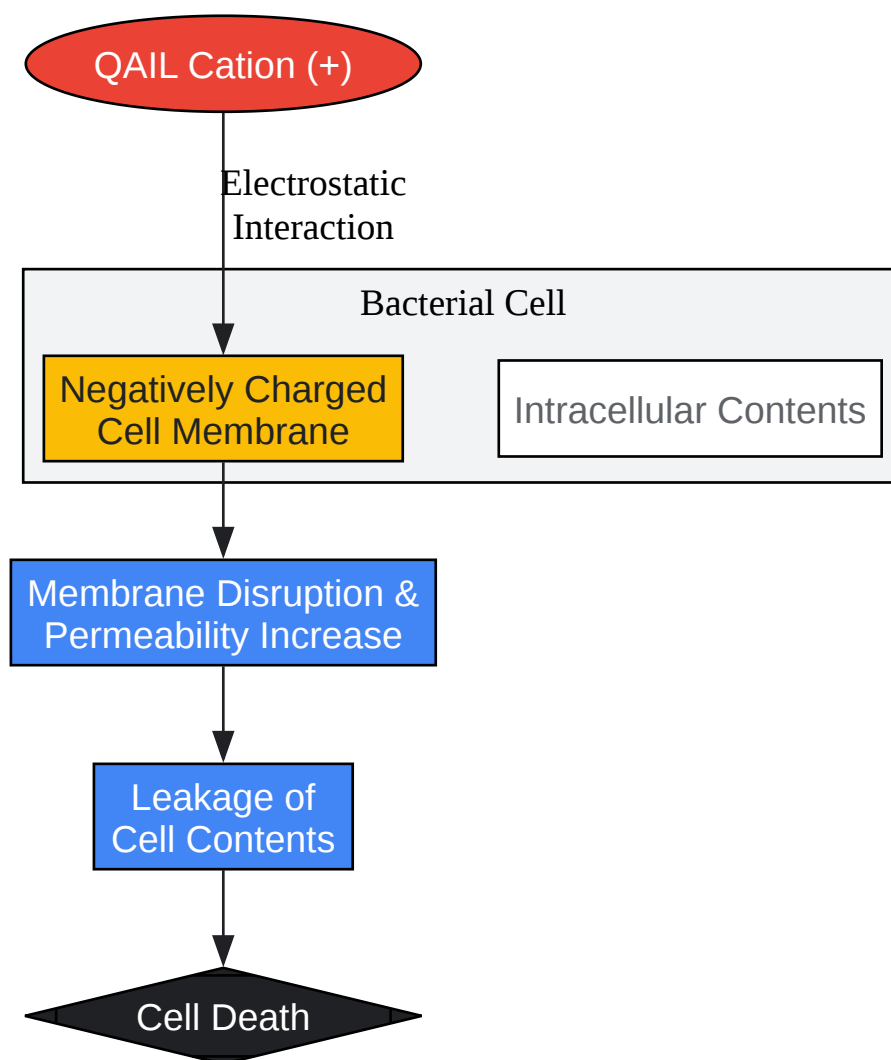 QAIL Cation (+)
Electrostatic
Interaction
Bacterial Cell
Negatively Charged
Cell Membrane
Intracellular Contents
Membrane Disruption &
Permeability Increase
Leakage of
Cell Contents
Cell Death